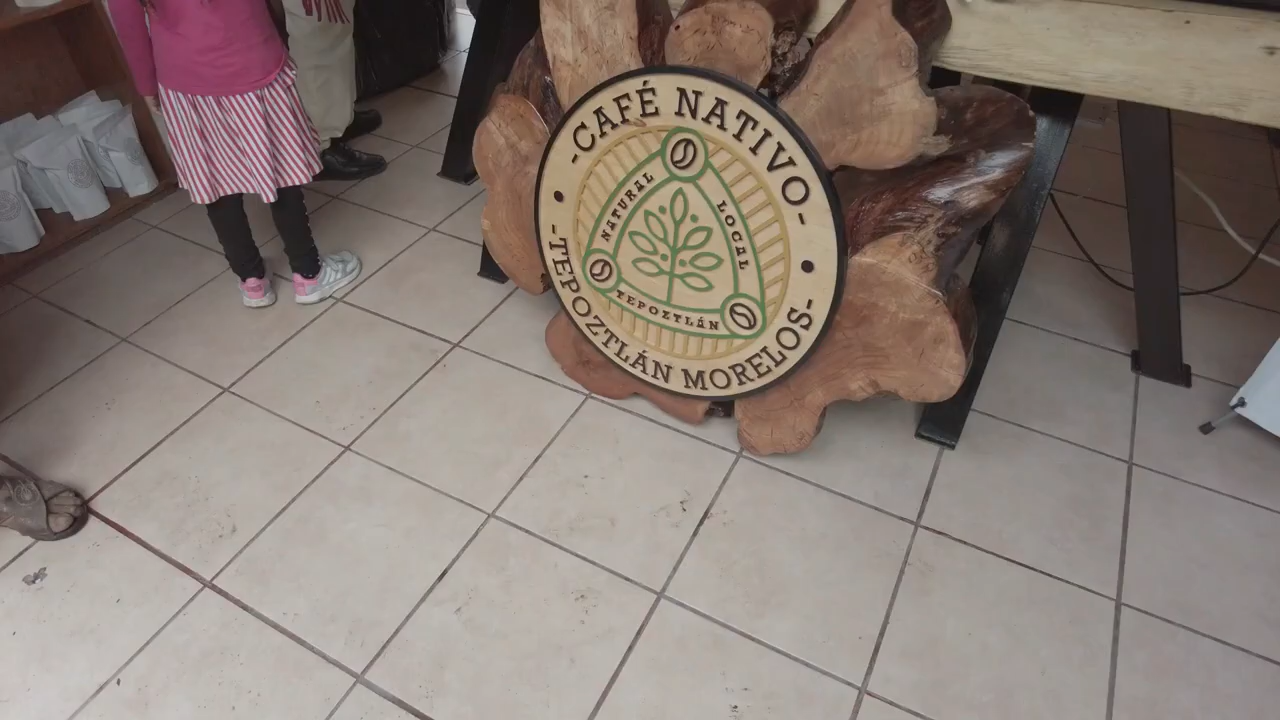 -CAFÉ NATIVO-
NATURAL
LOCAL
TEPOZTLÁN
-TEPOZTLÁN MORELOS-